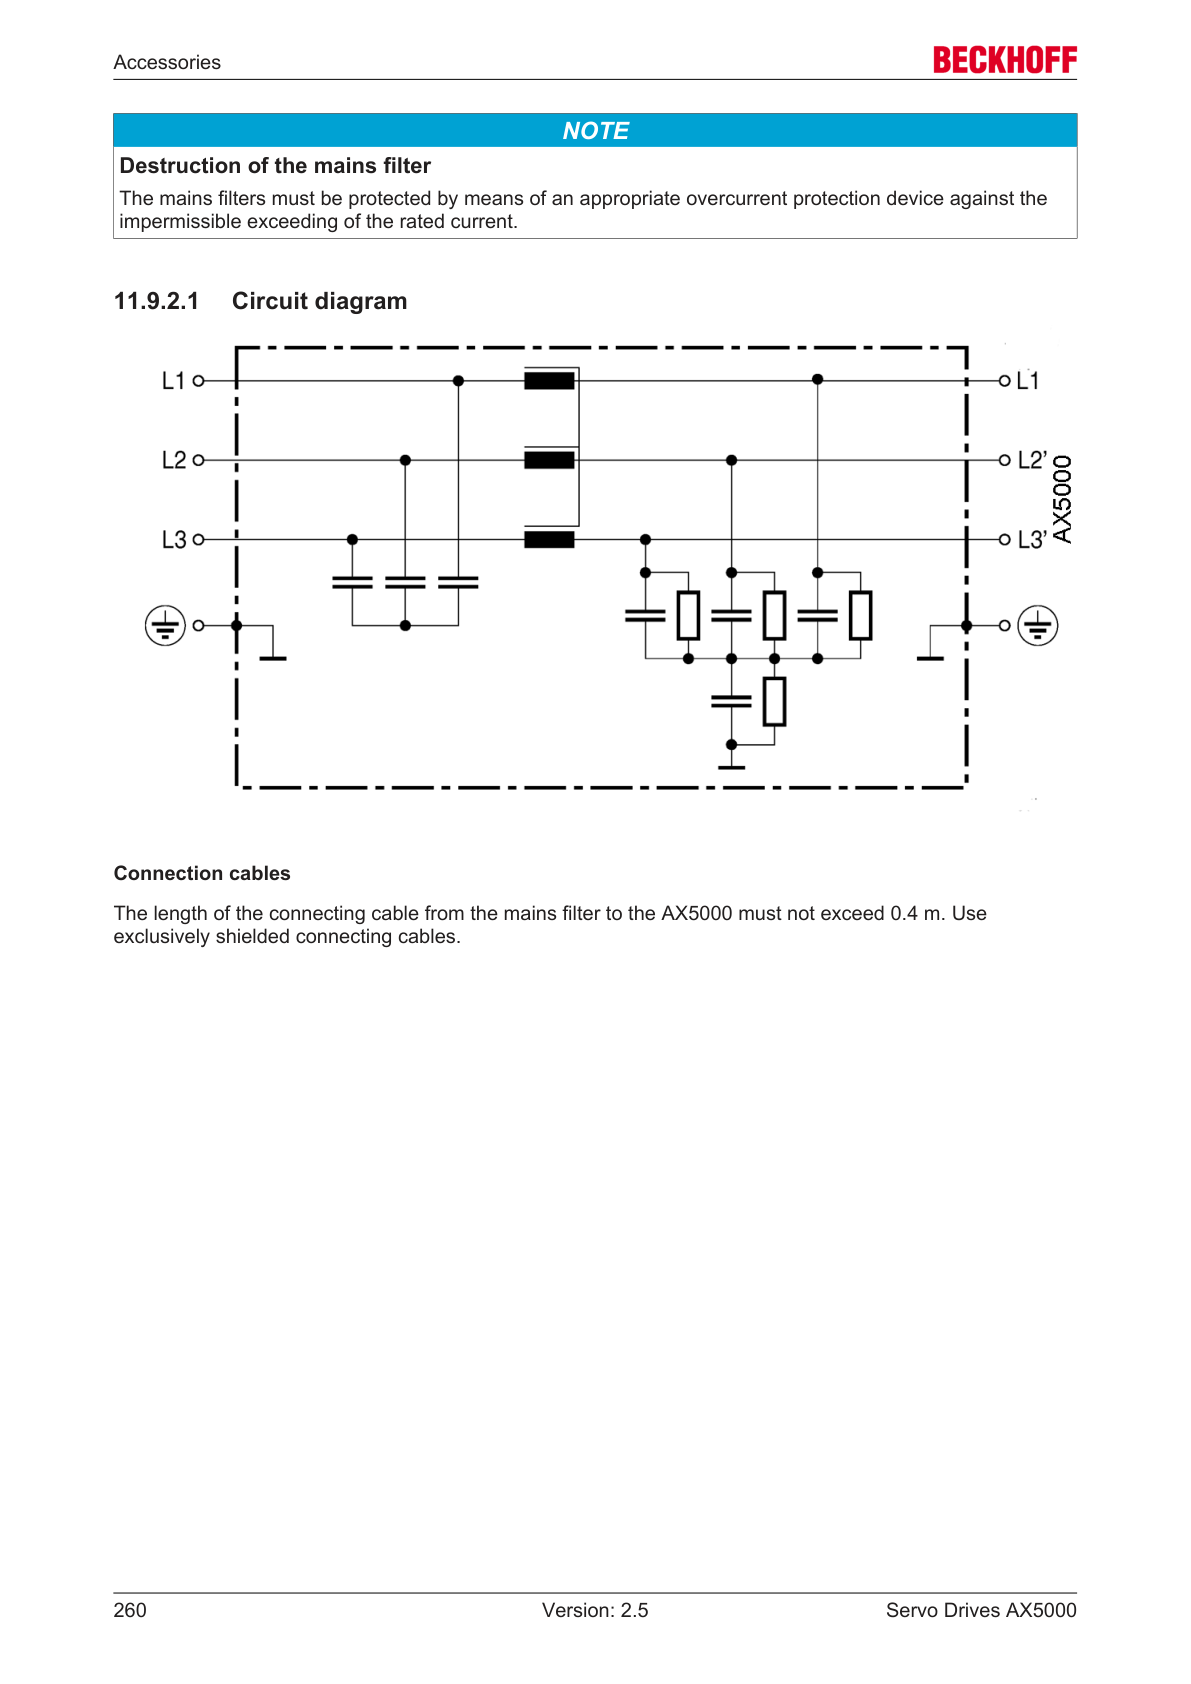 Accessories
BECKHOFF
NOTE
Destruction of the mains filter
The mains filters must be protected by means of an appropriate overcurrent protection device against the
impermissible exceeding of the rated current.
11.9.2.1 Circuit diagram
L1
L1
L2
L2’
L3
L3’
AX5000
Connection cables
The length of the connecting cable from the mains filter to the AX5000 must not exceed 0.4 m. Use
exclusively shielded connecting cables.
260
Version: 2.5
Servo Drives AX5000